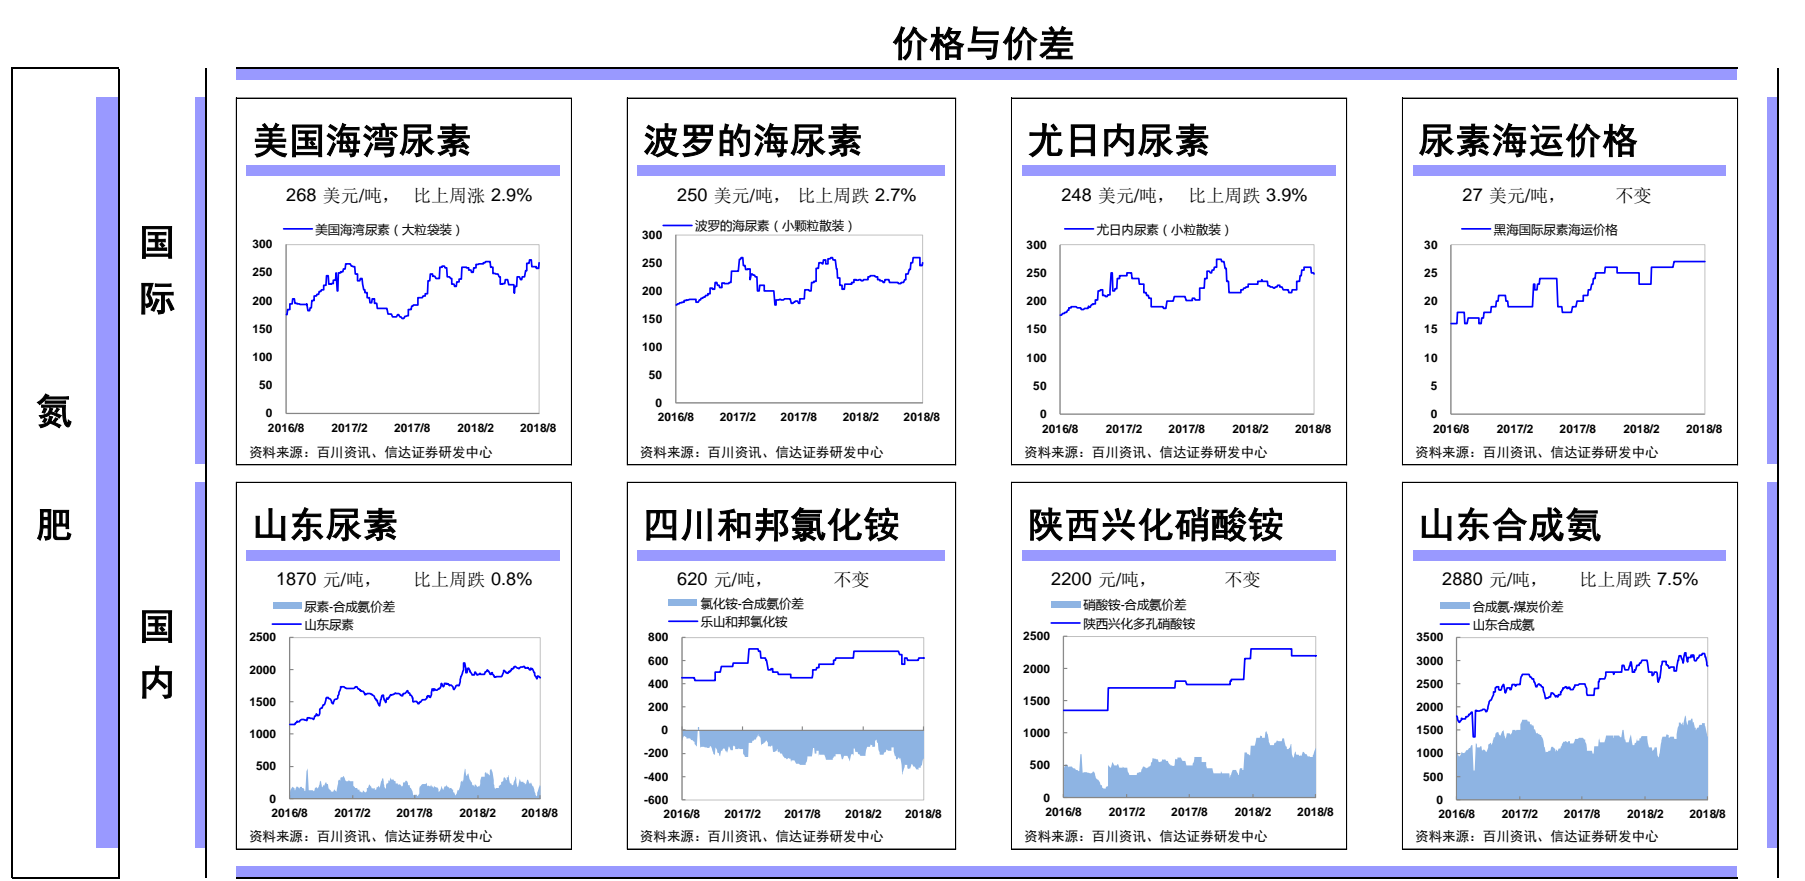 价格与价差
氮
肥
国
际
国
内
美国海湾尿素
268 美元/吨， 比上周涨 2.9%
美国海湾尿素（大粒袋装）
300
250
200
150
100
50
0
2016/8 2017/2 2017/8 2018/2 2018/8
资料来源：百川资讯、信达证券研发中心
波罗的海尿素
250 美元/吨， 比上周跌 2.7%
波罗的海尿素（小颗粒散装）
300
250
200
150
100
50
0
2016/8 2017/2 2017/8 2018/2 2018/8
资料来源：百川资讯、信达证券研发中心
尤日内尿素
248 美元/吨， 比上周跌 3.9%
尤日内尿素（小粒散装）
300
250
200
150
100
50
0
2016/8 2017/2 2017/8 2018/2 2018/8
资料来源：百川资讯、信达证券研发中心
尿素海运价格
27 美元/吨， 不变
黑海国际尿素海运价格
30
25
20
15
10
5
0
2016/8 2017/2 2017/8 2018/2 2018/8
资料来源：百川资讯、信达证券研发中心
山东尿素
1870 元/吨， 比上周跌 0.8%
尿素-合成氨价差
山东尿素
2500
2000
1500
1000
500
0
2016/8 2017/2 2017/8 2018/2 2018/8
资料来源：百川资讯、信达证券研发中心
四川和邦氯化铵
620 元/吨， 不变
氯化铵-合成氨价差
乐山和邦氯化铵
800
600
400
200
0
-200
-400
-600
2016/8 2017/2 2017/8 2018/2 2018/8
资料来源：百川资讯、信达证券研发中心
陕西兴化硝酸铵
2200 元/吨， 不变
硝酸铵-合成氨价差
陕西兴化多孔硝酸铵
2500
2000
1500
1000
500
0
2016/8 2017/2 2017/8 2018/2 2018/8
资料来源：百川资讯、信达证券研发中心
山东合成氨
2880 元/吨， 比上周跌 7.5%
合成氨-煤炭价差
山东合成氨
3500
3000
2500
2000
1500
1000
500
0
2016/8 2017/2 2017/8 2018/2 2018/8
资料来源：百川资讯、信达证券研发中心